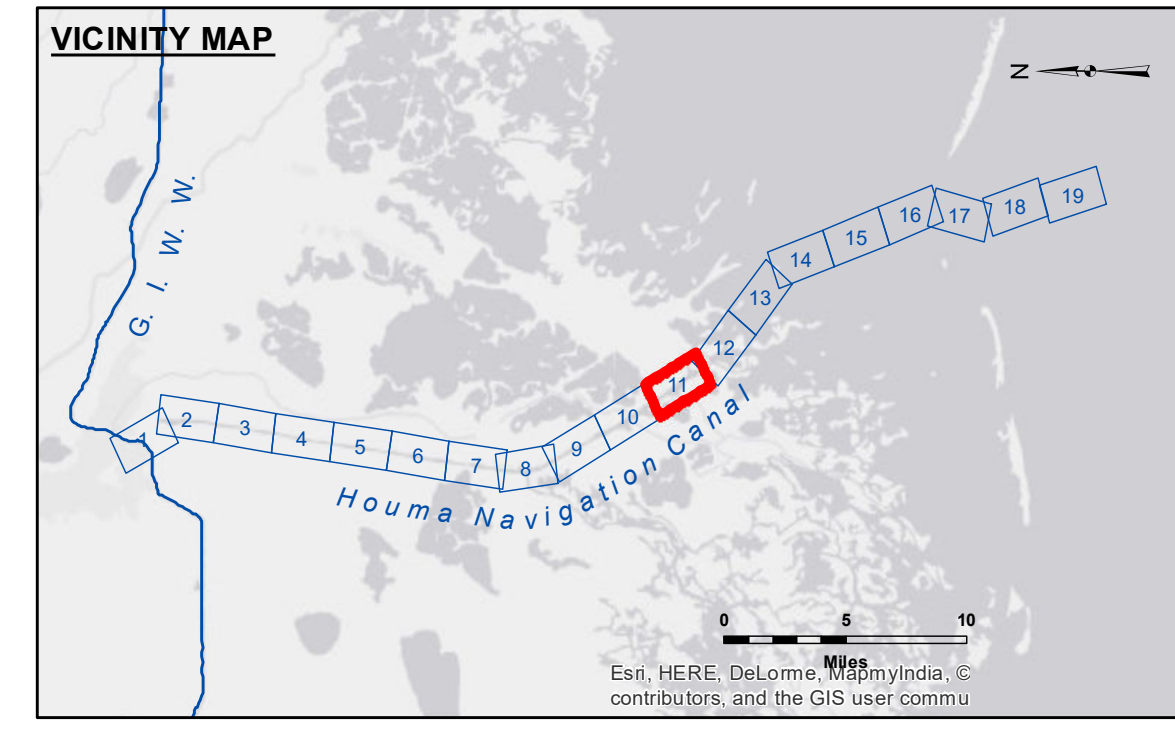 VICINITY MAP
N
G. I. W. W.
1
2
3
4
5
6
7
8
9
10
11
12
13
14
15
16
17
18
19
Houma Navigation Canal
0 5 10
Miles
Esri, HERE, DeLorme, MapmyIndia, ©
contributors, and the GIS user commu